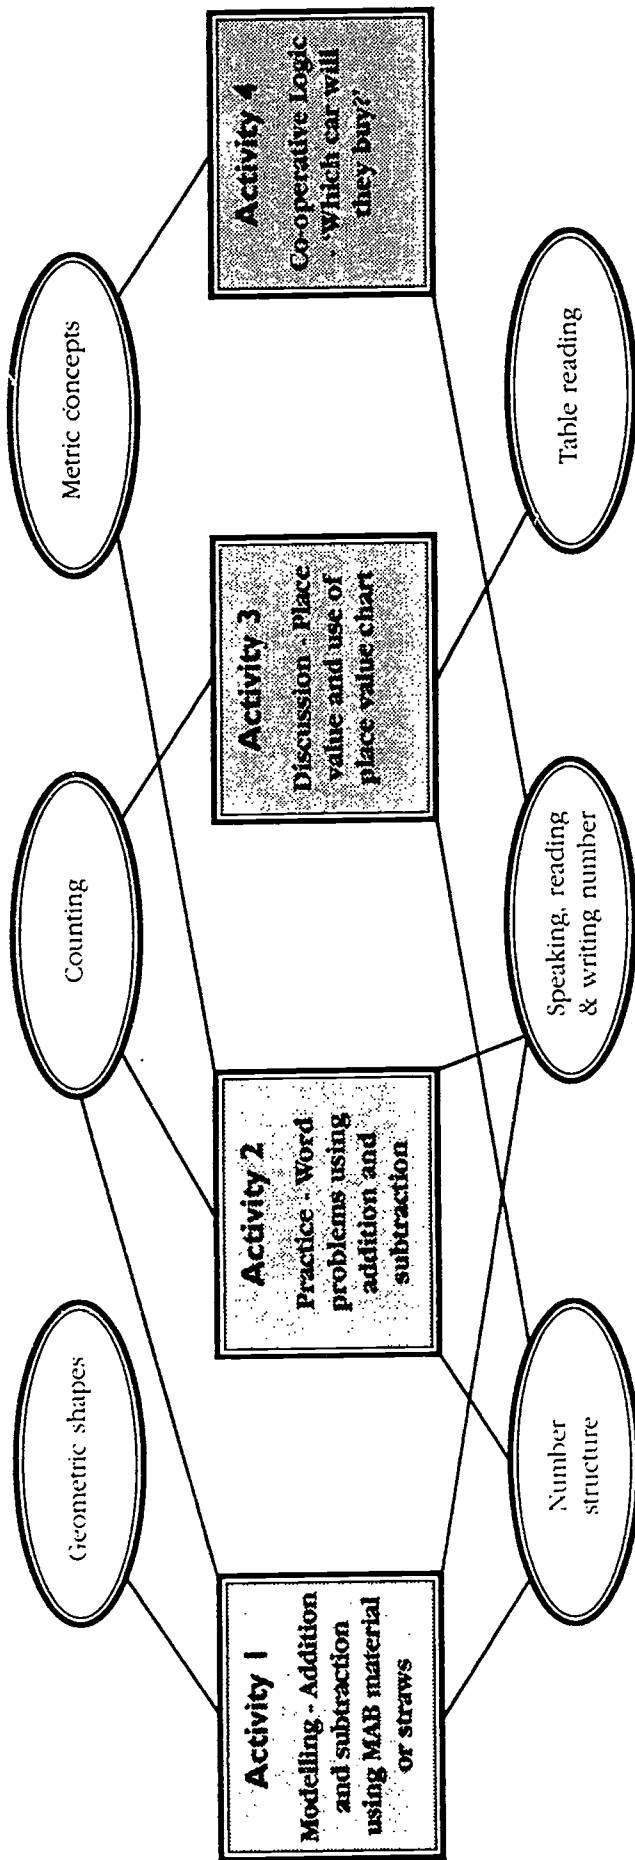 Geometric shapes
Counting
Metric concepts
Activity 1
Modelling - Addition
and subtraction
using MAB material
or straws
Activity 2
Practice - Word
problems using
addition and
subtraction
Activity 3
Discussion - Place
value and use of
place value chart
Activity 4
Co-operative Logic
- 'Which car will
they buy?'
Number
structure
Speaking, reading
& writing number
Table reading